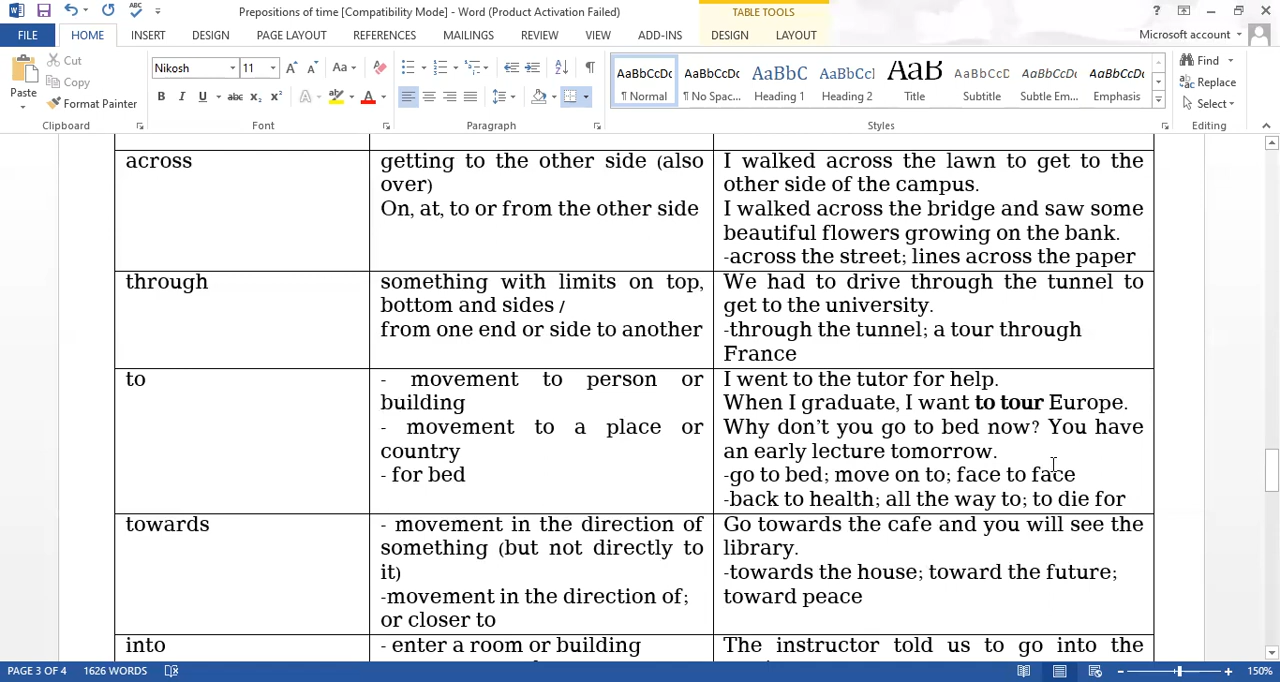 Prepositions of time [Compatibility Mode] - Word (Product Activation Failed)
TABLE TOOLS
FILE HOME INSERT DESIGN PAGE LAYOUT REFERENCES MAILINGS REVIEW VIEW ADD-INS DESIGN LAYOUT Microsoft account
Paste
Cut
Copy
Format Painter
Clipboard
Nikosh 11
Font
Paragraph
AaBbCcDc AaBbCcDc AaBbC AaBbCcI AaB AaBbCcD AaBbCcDt AaBbCcDt
¶ Normal ¶ No Spac... Heading 1 Heading 2 Title Subtitle Subtle Em... Emphasis
Styles
Find
Replace
Select
Editing
across
getting to the other side (also
over)
On, at, to or from the other side
I walked across the lawn to get to the
other side of the campus.
I walked across the bridge and saw some
beautiful flowers growing on the bank.
-across the street; lines across the paper
through
something with limits on top,
bottom and sides /
from one end or side to another
We had to drive through the tunnel to
get to the university.
-through the tunnel; a tour through
France
to
- movement to person or
building
- movement to a place or
country
- for bed
I went to the tutor for help.
When I graduate, I want to tour Europe.
Why don’t you go to bed now? You have
an early lecture tomorrow.
-go to bed; move on to; face to face
-back to health; all the way to; to die for
towards
- movement in the direction of
something (but not directly to
it)
-movement in the direction of;
or closer to
Go towards the cafe and you will see the
library.
-towards the house; toward the future;
toward peace
into
- enter a room or building
The instructor told us to go into the
PAGE 3 OF 4 1626 WORDS 150%